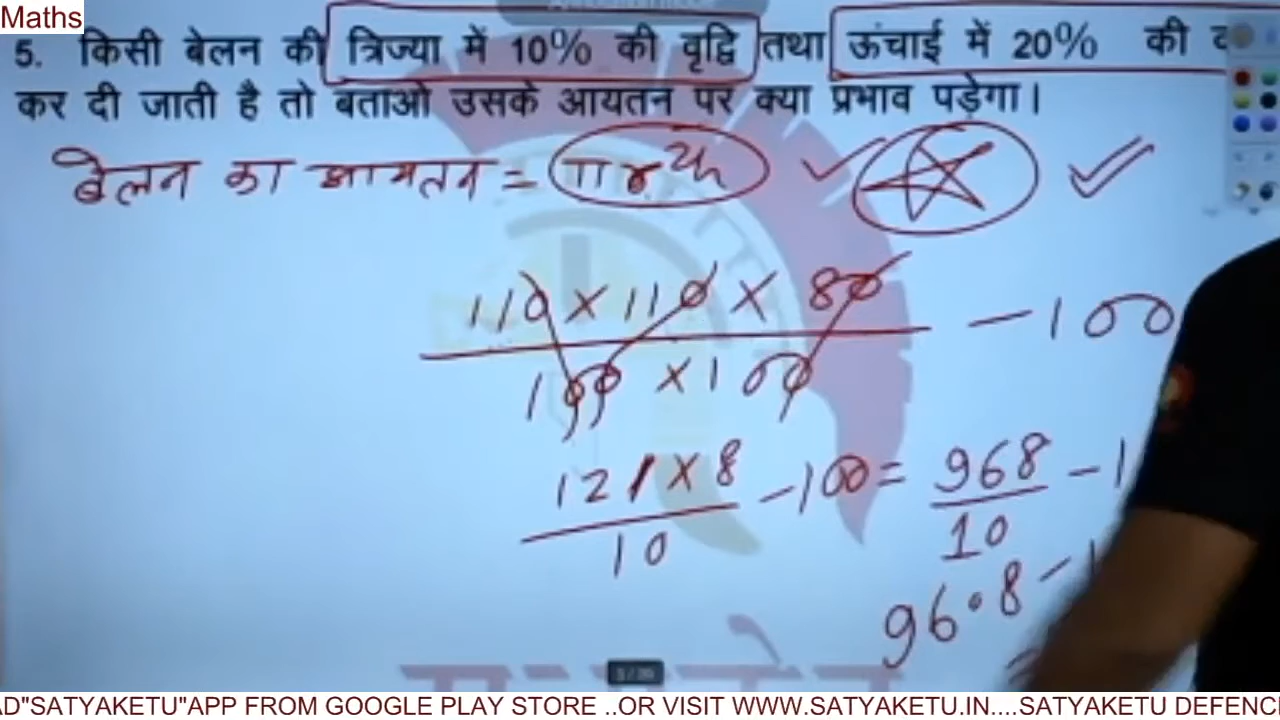 Maths
5. किसी बेलन की त्रिज्या में 10% की वृद्धि तथा ऊंचाई में 20% की
कर दी जाती है तो बताओ उसके आयतन पर क्या प्रभाव पड़ेगा।
बेलन का आयतन = πr²h
110 × 110 × 80 – 100
100 × 100
121 × 8 – 100 = 968 – 1
10 10
96.8 – 1
AD"SATYAKETU"APP FROM GOOGLE PLAY STORE ..OR VISIT WWW.SATYAKETU.IN....SATYAKETU DEFENC